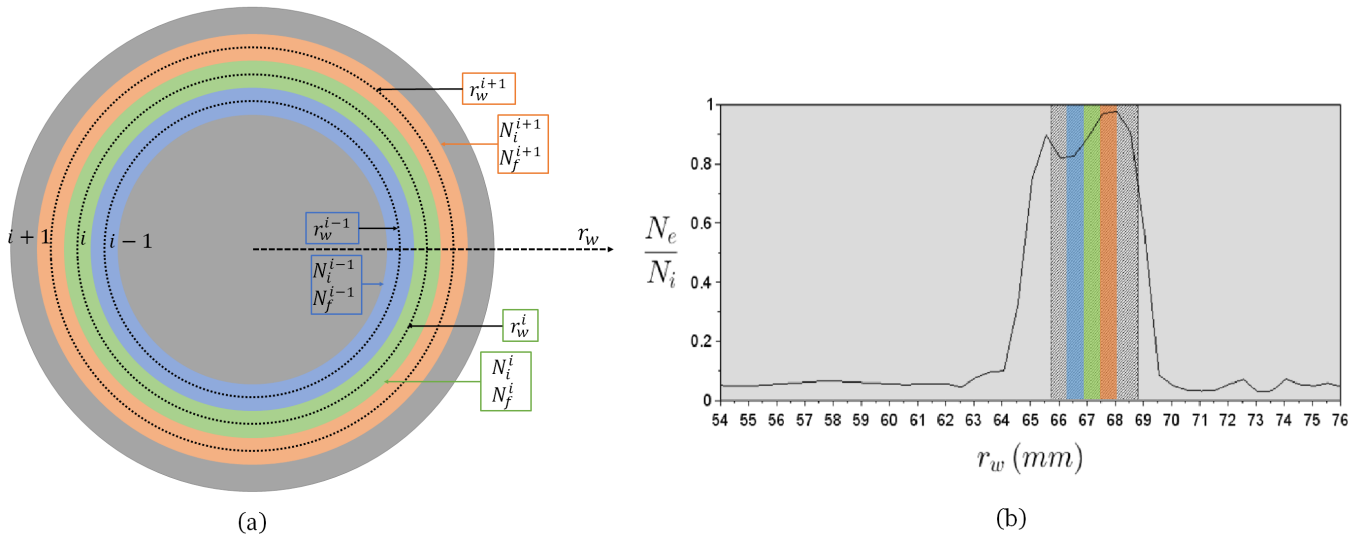 r_w^{i+1}
N_i^{i+1}
N_f^{i+1}
i + 1
i
i − 1
r_w^{i−1}
r_w
N_i^{i−1}
N_f^{i−1}
r_w^i
N_i^i
N_f^i
(a)
N_e
N_i
1
0.8
0.6
0.4
0.2
0
54 55 56 57 58 59 60 61 62 63 64 65 66 67 68 69 70 71 72 73 74 75 76
r_w (mm)
(b)